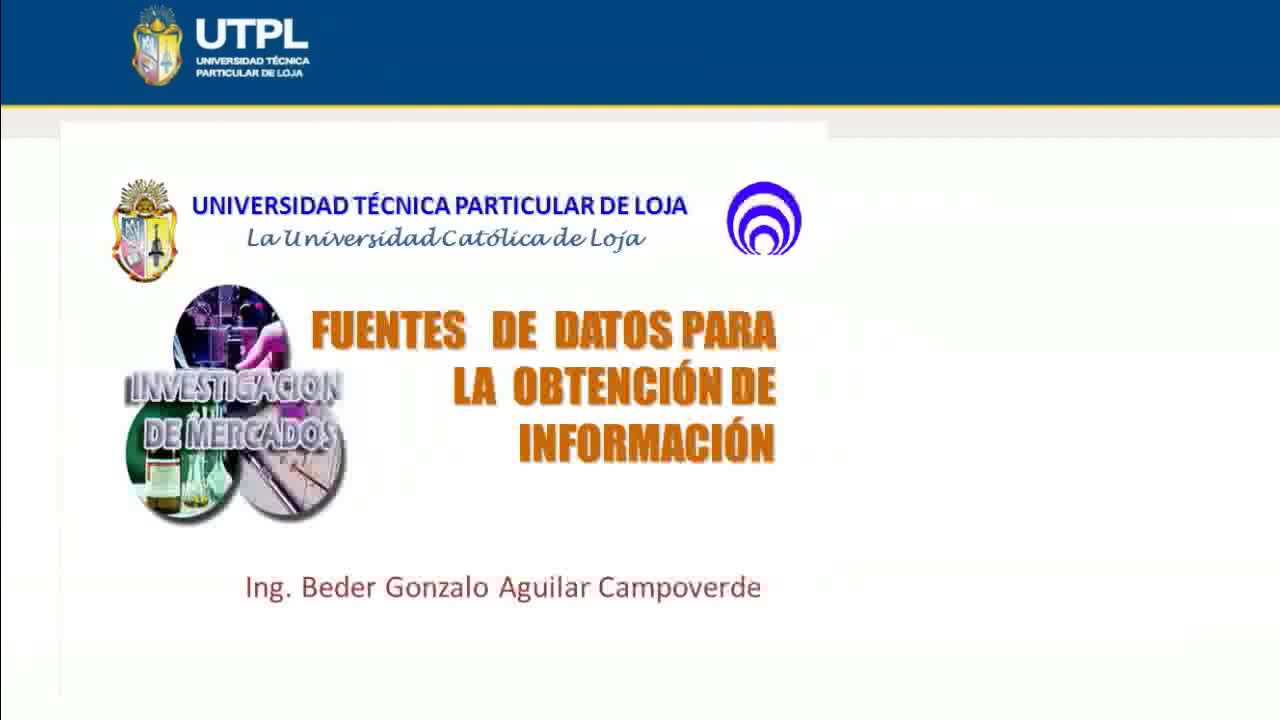 UTPL
UNIVERSIDAD TÉCNICA
PARTICULAR DE LOJA
UNIVERSIDAD TÉCNICA PARTICULAR DE LOJA
La Universidad Católica de Loja
FUENTES DE DATOS PARA
LA OBTENCIÓN DE
INFORMACIÓN
INVESTIGACION
DE MERCADOS
Ing. Beder Gonzalo Aguilar Campoverde